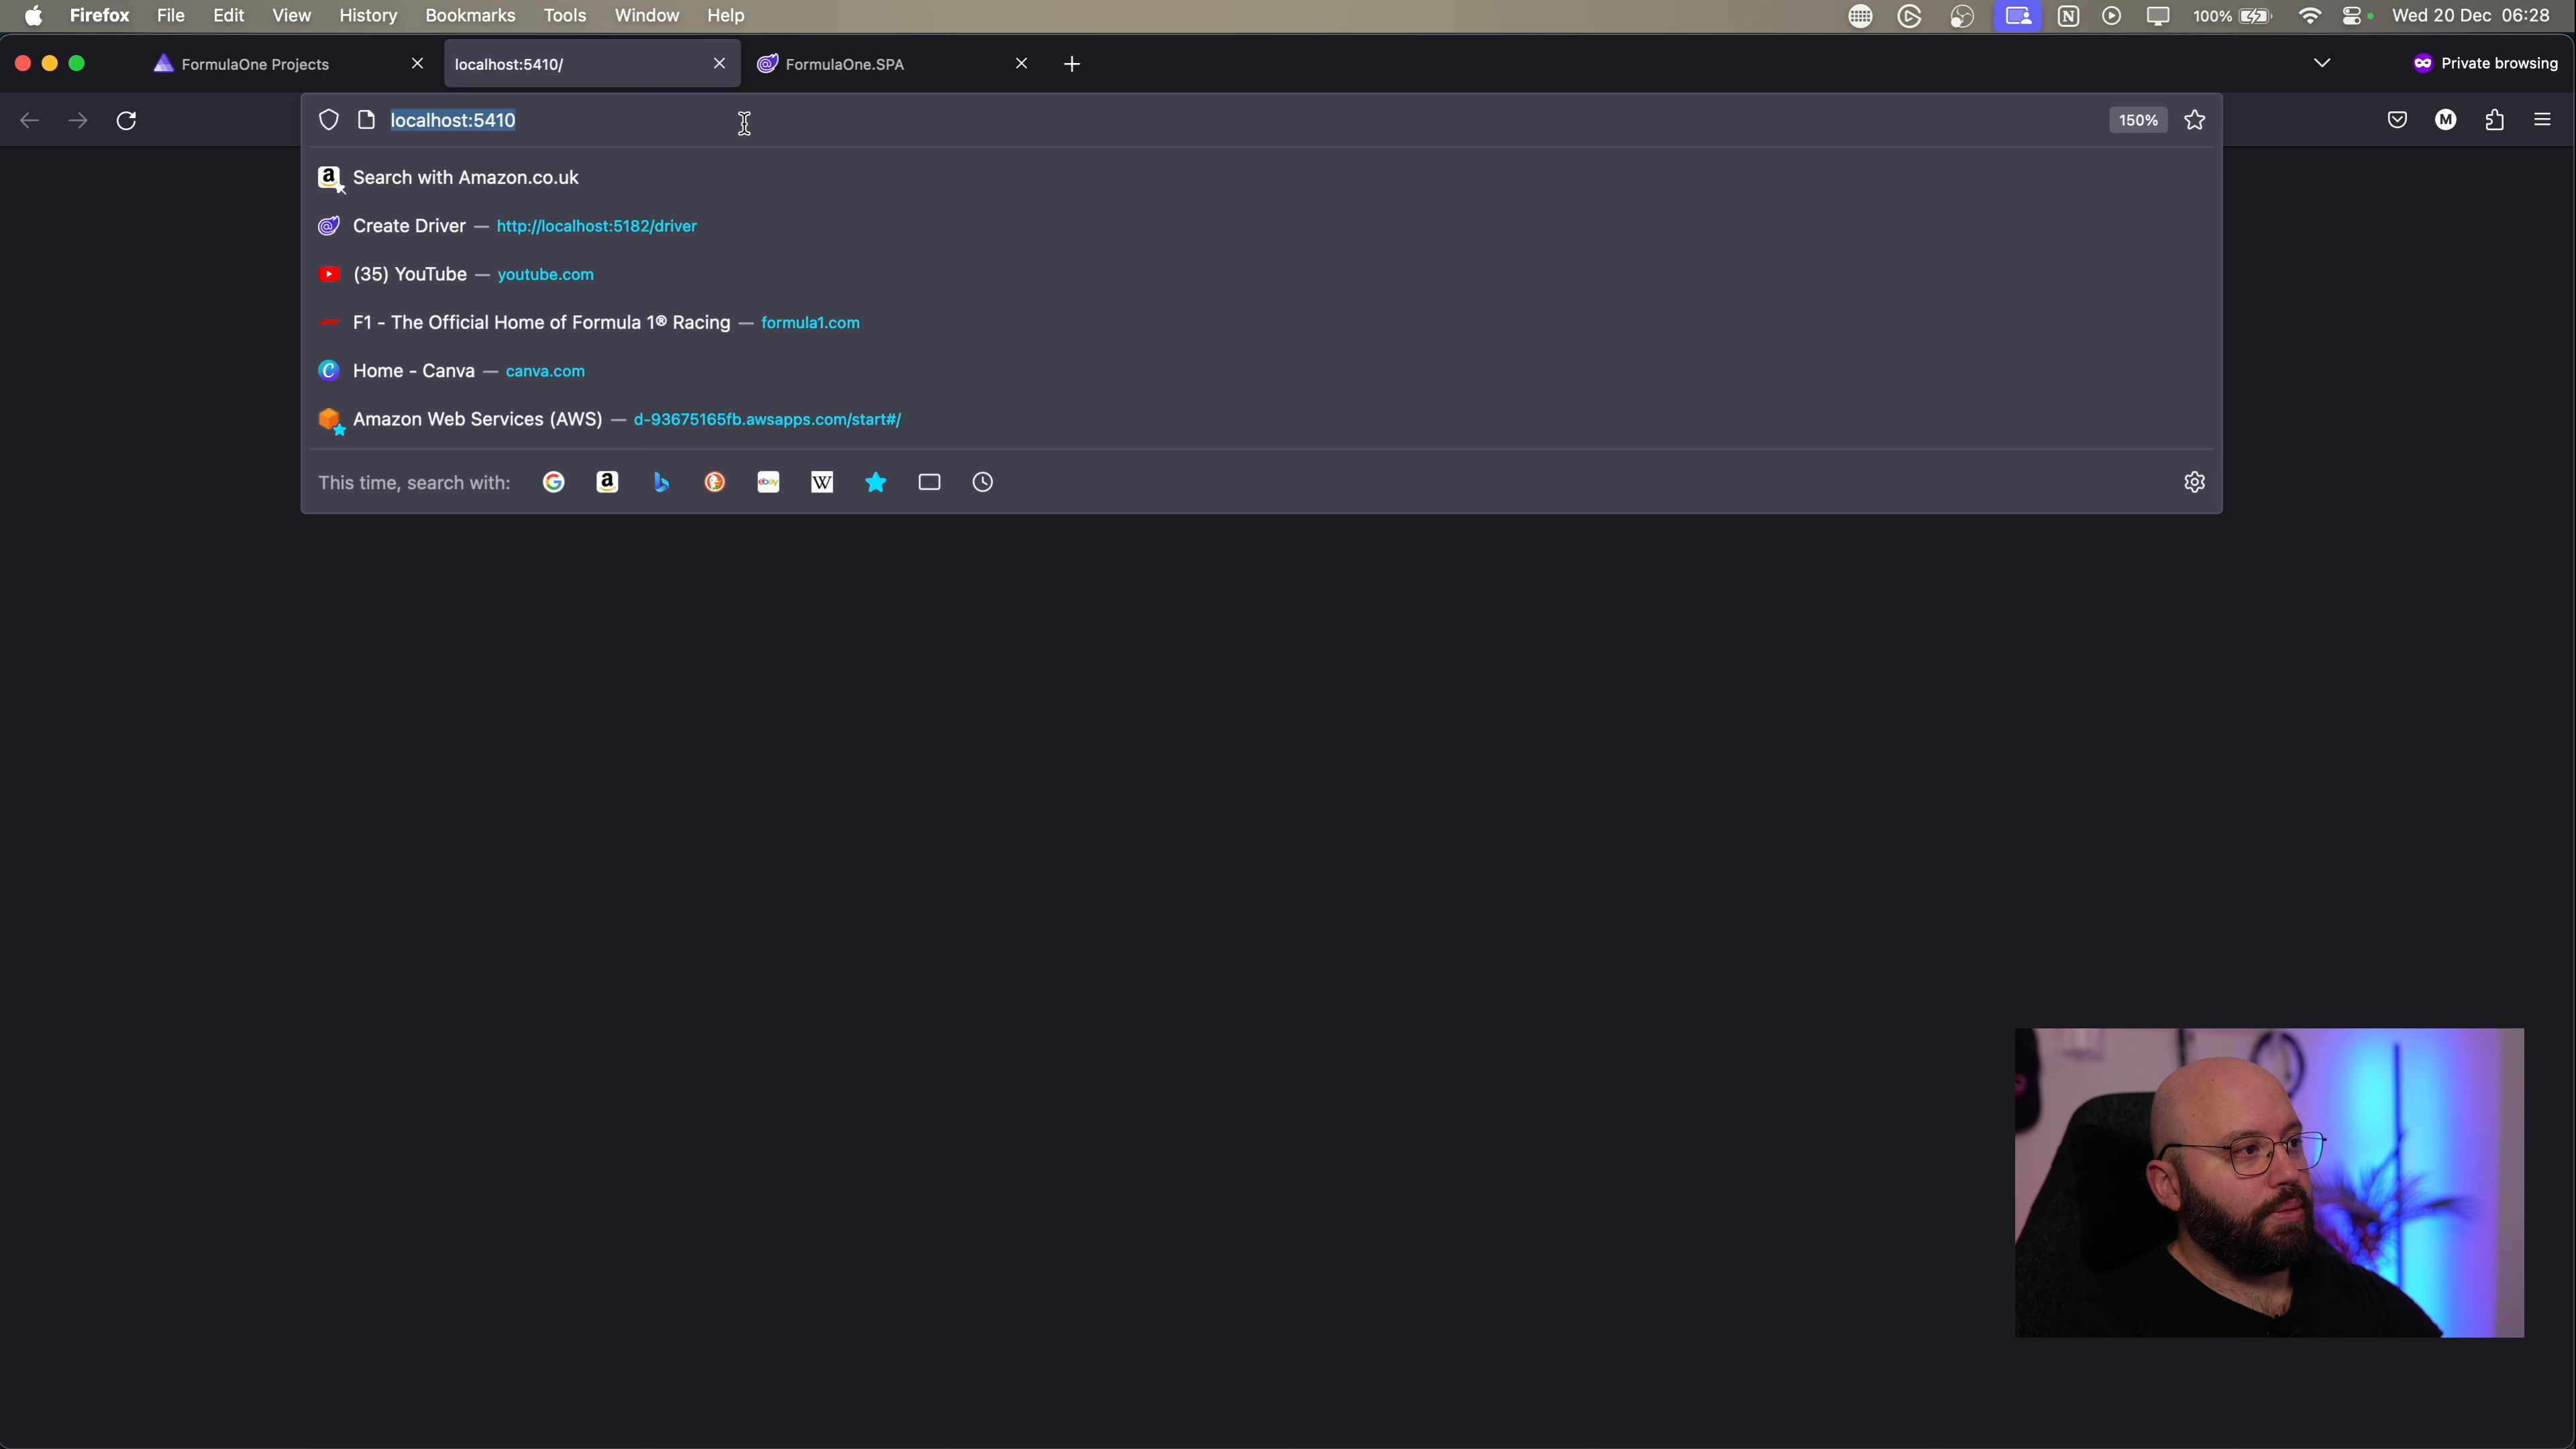 Firefox File Edit View History Bookmarks Tools Window Help 100% Wed 20 Dec 06:28
FormulaOne Projects localhost:5410/ FormulaOne.SPA Private browsing
localhost:5410 150% M
Search with Amazon.co.uk
Create Driver — http://localhost:5182/driver
(35) YouTube — youtube.com
F1 - The Official Home of Formula 1® Racing — formula1.com
Home - Canva — canva.com
Amazon Web Services (AWS) — d-93675165fb.awsapps.com/start#/
This time, search with: